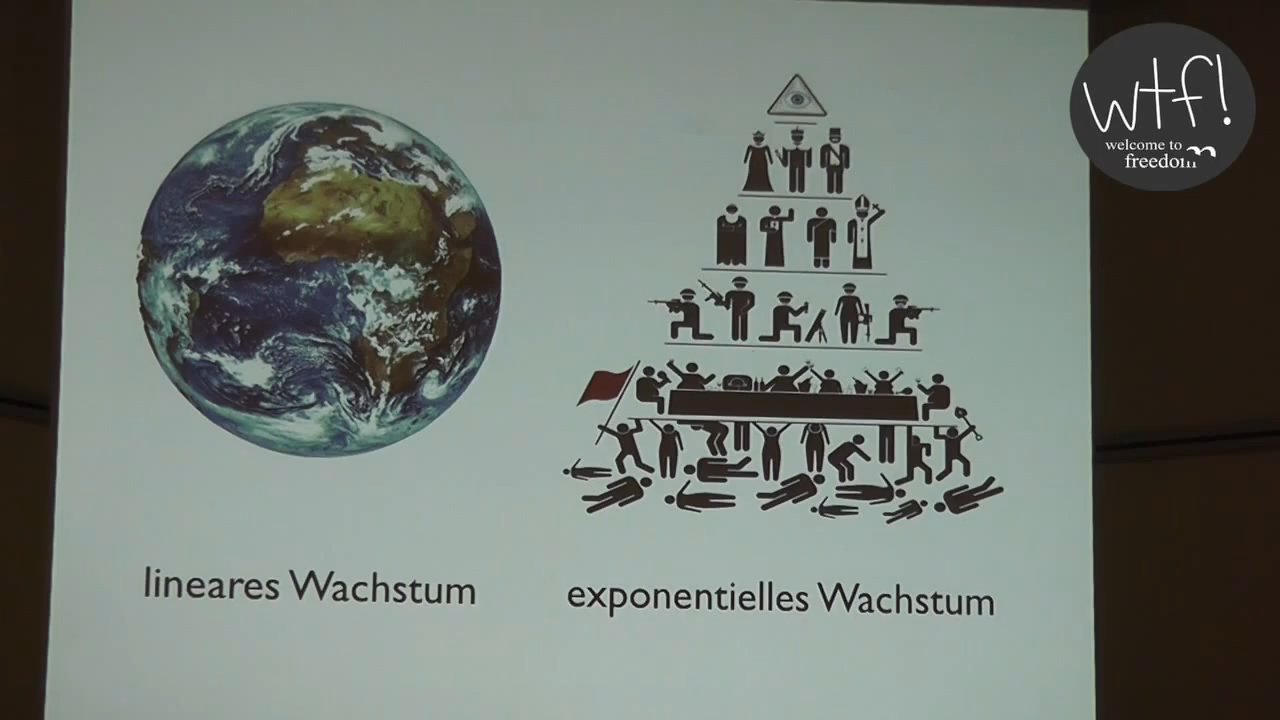 wtf!
welcome to
freedom
lineares Wachstum
exponentielles Wachstum